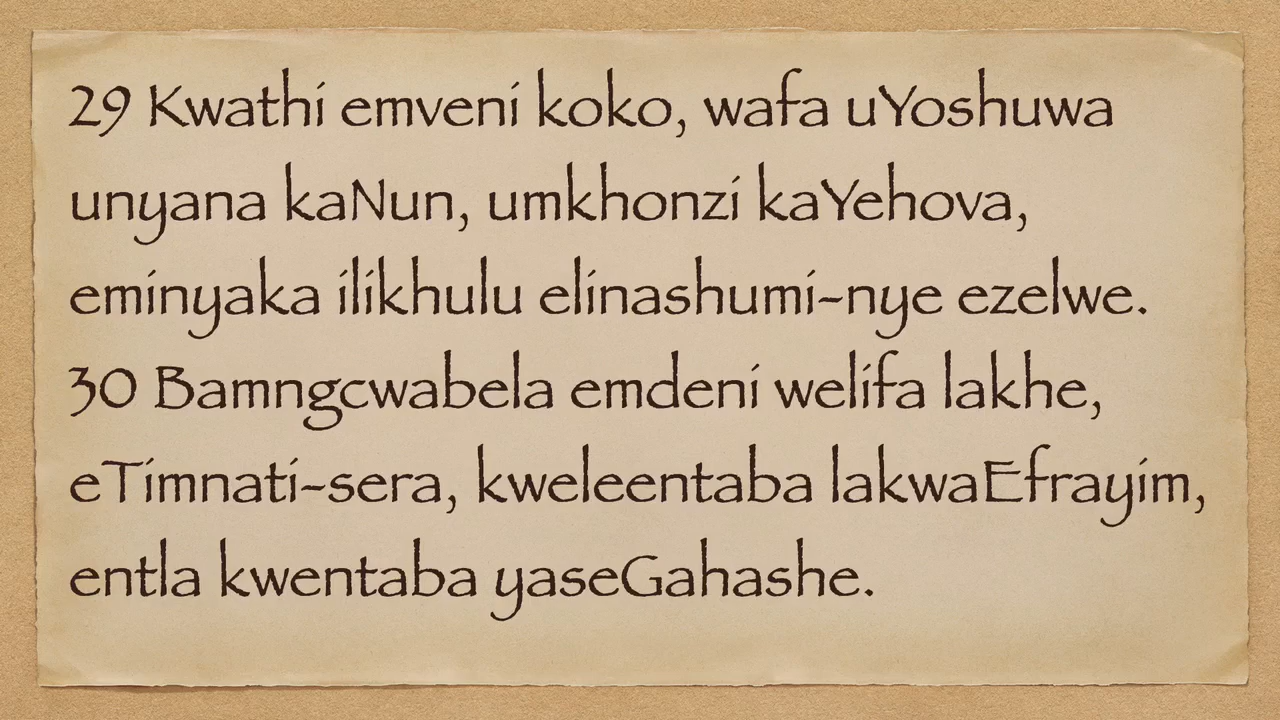 29 Kwathi emveni koko, wafa uYoshuwa
unyana kaNun, umkhonzi kaYehova,
eminyaka ilikhulu elinashumi-nye ezelwe.
30 Bamngcwabela emdeni welifa lakhe,
eTimnati-sera, kweleentaba lakwaEfrayim,
entla kwentaba yaseGahashe.